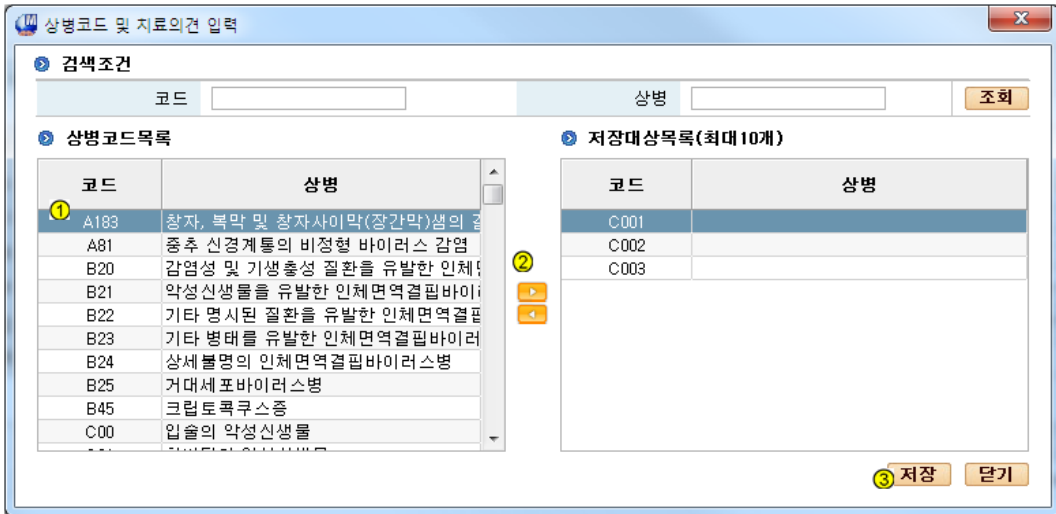 상병코드 및 치료의견 입력
검색조건
코드 상병 조회
상병코드목록 저장대상목록(최대10개)
코드 상병 코드 상병
① A183 창자, 복막 및 창자사이막(장간막)샘의 C001
A81 중추 신경계통의 비정형 바이러스 감염 C002
② B20 감염성 및 기생충성 질환을 유발한 C003
B21 악성신생물을 유발한 인체면역결핍바이
B22 기타 명시된 질환을 유발한 인체면역결핍
B23 기타 병태를 유발한 인체면역결핍바이러
B24 상세불명의 인체면역결핍바이러스병
B25 거대세포바이러스병
B45 크립토콕쿠스증
C00 입술의 악성신생물
③ 저장 닫기